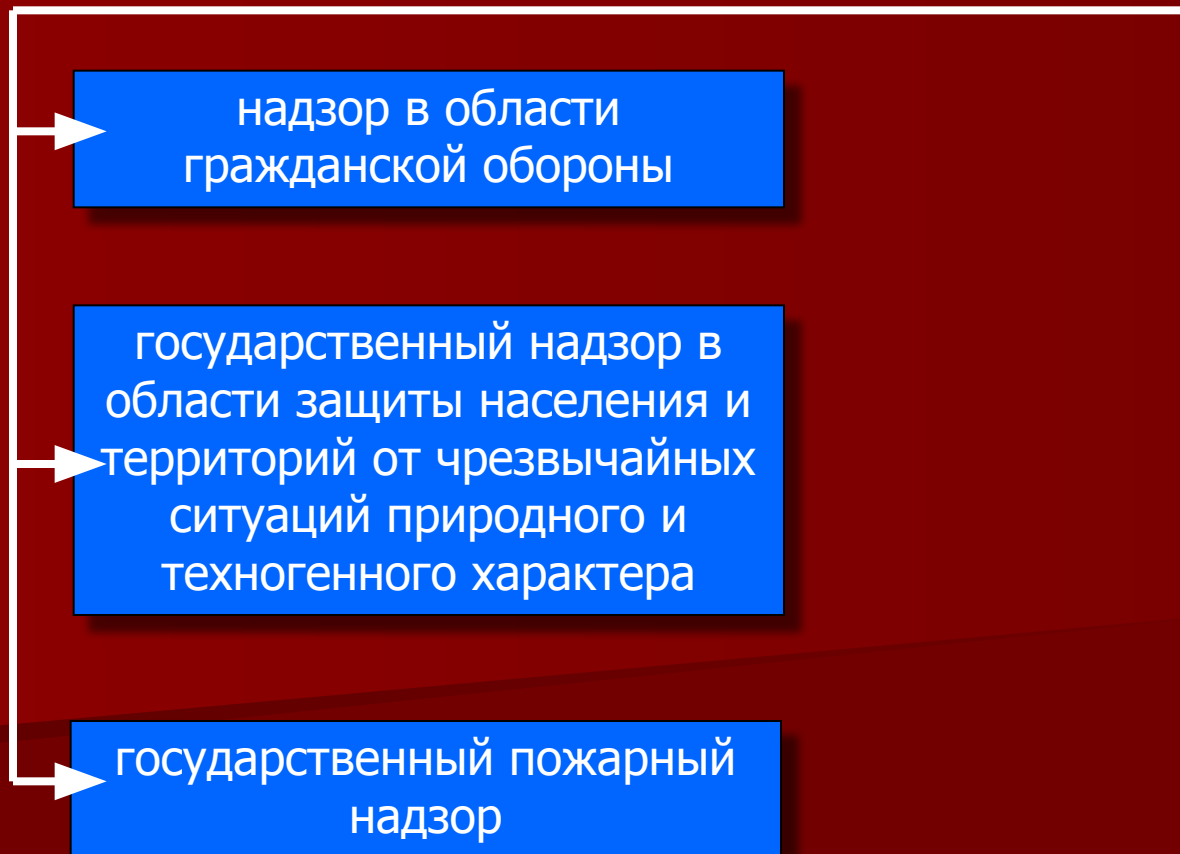 надзор в области
гражданской обороны
государственный надзор в
области защиты населения и
территорий от чрезвычайных
ситуаций природного и
техногенного характера
государственный пожарный
надзор